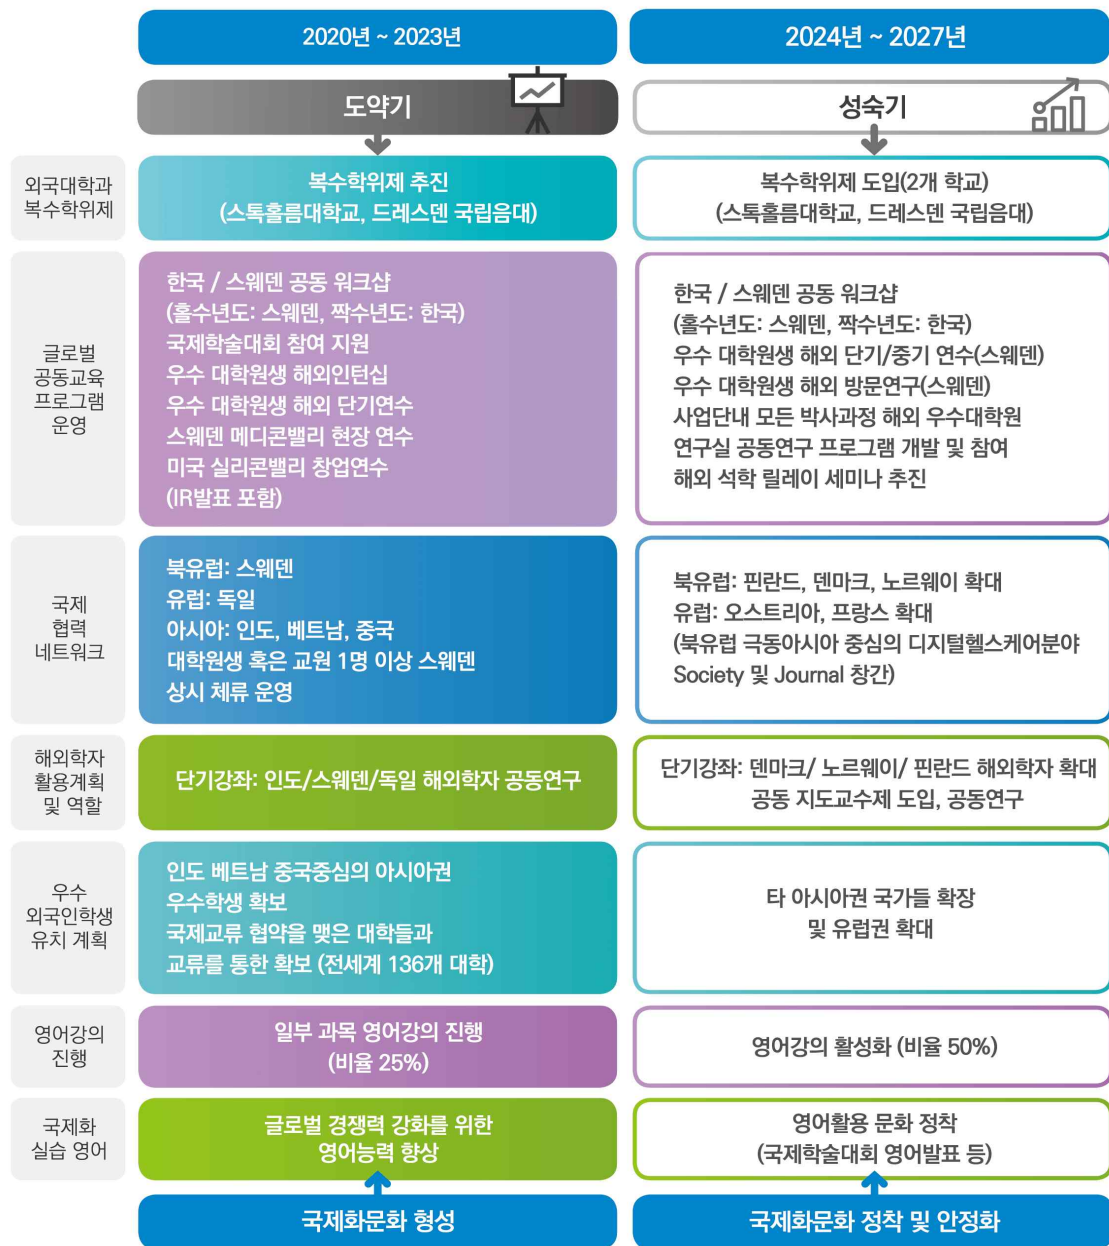 2020년 ~ 2023년
2024년 ~ 2027년
도약기
성숙기
외국대학과
복수학위제
복수학위제 추진
(스톡홀름대학교, 드레스덴 국립음대)
복수학위제 도입(2개 학교)
(스톡홀름대학교, 드레스덴 국립음대)
글로벌
공동교육
프로그램
운영
한국 / 스웨덴 공동 워크샵
(홀수년도: 스웨덴, 짝수년도: 한국)
국제학술대회 참여 지원
우수 대학원생 해외인턴십
우수 대학원생 해외 단기연수
스웨덴 메디콘밸리 현장 연수
미국 실리콘밸리 창업연수
(IR발표 포함)
한국 / 스웨덴 공동 워크샵
(홀수년도: 스웨덴, 짝수년도: 한국)
우수 대학원생 해외 단기/중기 연수(스웨덴)
우수 대학원생 해외 방문연구(스웨덴)
사업단내 모든 박사과정 해외 우수대학원
연구실 공동연구 프로그램 개발 및 참여
해외 석학 릴레이 세미나 추진
국제
협력
네트워크
북유럽: 스웨덴
유럽: 독일
아시아: 인도, 베트남, 중국
대학원생 혹은 교원 1명 이상 스웨덴
상시 체류 운영
북유럽: 핀란드, 덴마크, 노르웨이 확대
유럽: 오스트리아, 프랑스 확대
(북유럽 극동아시아 중심의 디지털헬스케어분야
Society 및 Journal 창간)
해외학자
활용계획
및 역할
단기강좌: 인도/스웨덴/독일 해외학자 공동연구
단기강좌: 덴마크/ 노르웨이/ 핀란드 해외학자 확대
공동 지도교수제 도입, 공동연구
우수
외국인학생
유치 계획
인도 베트남 중국중심의 아시아권
우수학생 확보
국제교류 협약을 맺은 대학들과
교류를 통한 확보 (전세계 136개 대학)
타 아시아권 국가들 확장
및 유럽권 확대
영어강의
진행
일부 과목 영어강의 진행
(비율 25%)
영어강의 활성화 (비율 50%)
국제화
실습 영어
글로벌 경쟁력 강화를 위한
영어능력 향상
영어활용 문화 정착
(국제학술대회 영어발표 등)
국제화문화 형성
국제화문화 정착 및 안정화